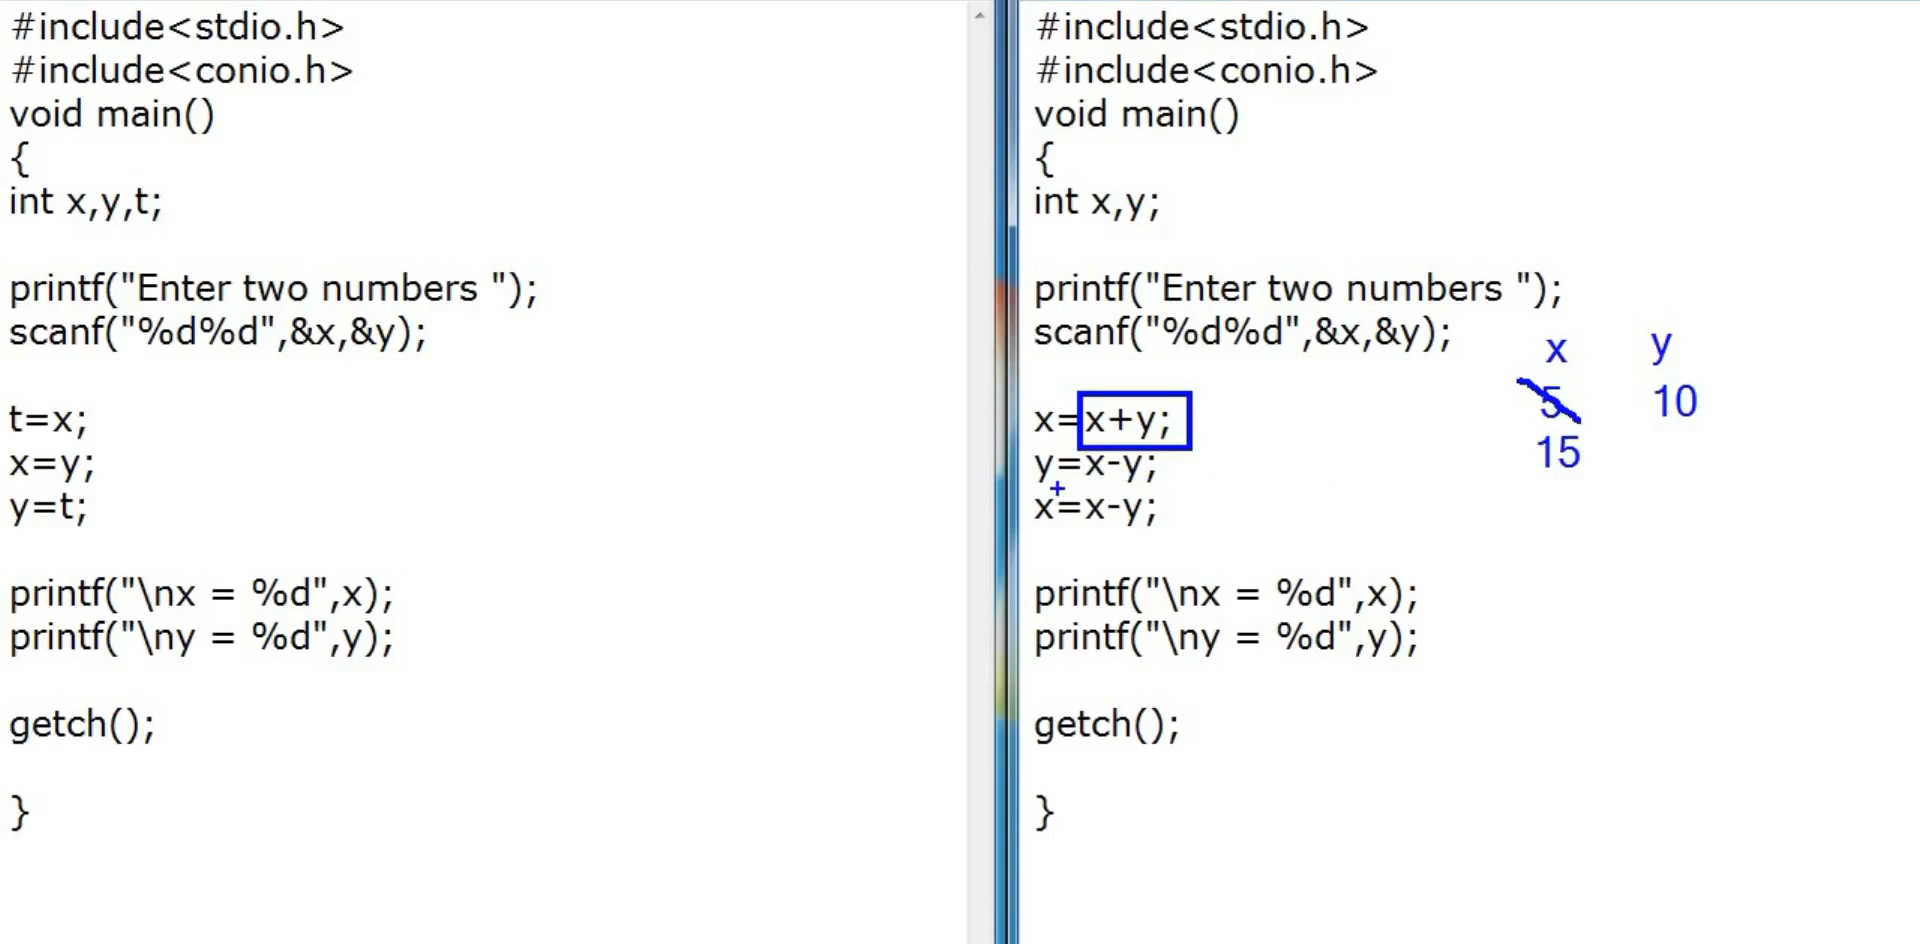 #include<stdio.h>
#include<conio.h>
void main()
{
int x,y,t;
printf("Enter two numbers ");
scanf("%d%d",&x,&y);
t=x;
x=y;
y=t;
printf("\nx = %d",x);
printf("\ny = %d",y);
getch();
}
#include<stdio.h>
#include<conio.h>
void main()
{
int x,y;
printf("Enter two numbers ");
scanf("%d%d",&x,&y);
x=x+y;
y=x-y;
x=x-y;
printf("\nx = %d",x);
printf("\ny = %d",y);
getch();
}
x y
5 10
15